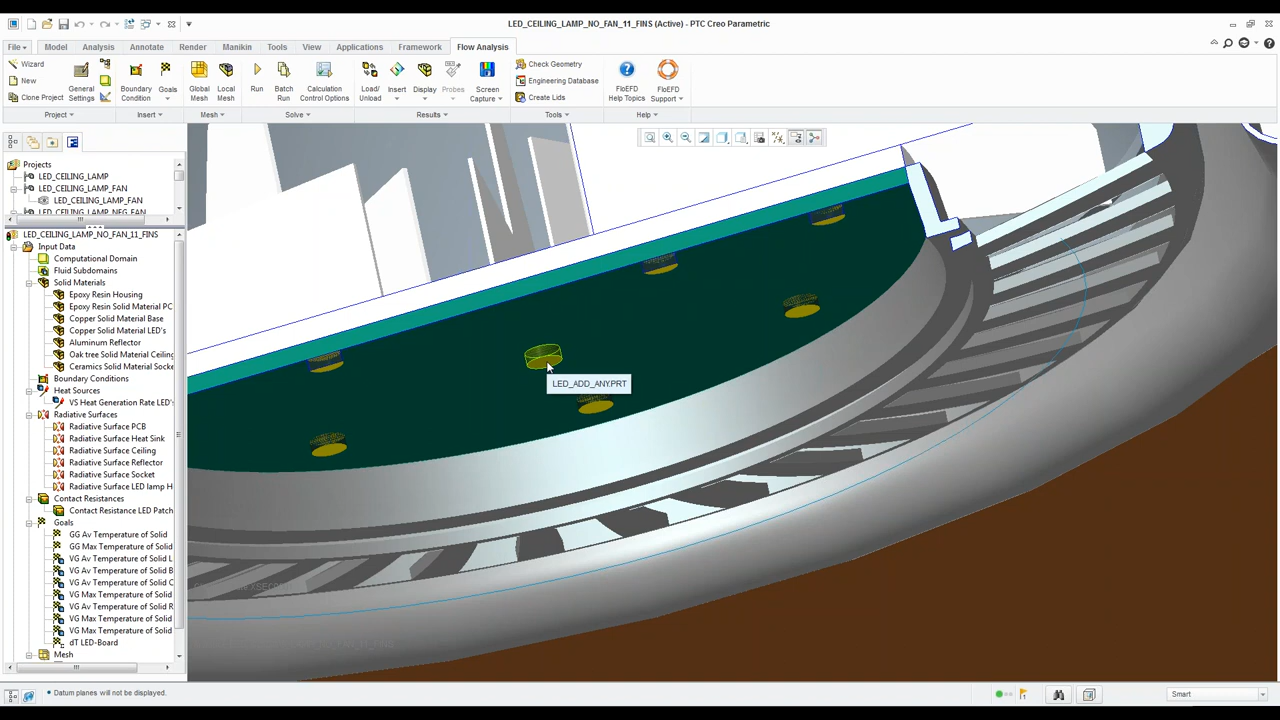 LED_CEILING_LAMP_NO_FAN_11_FINS (Active) - PTC Creo Parametric
File
Model
Analysis
Annotate
Render
Manikin
Tools
View
Applications
Framework
Flow Analysis
Wizard
New
Clone Project
General Settings
Boundary Condition
Goals
Global Mesh
Local Mesh
Run
Batch Run
Calculation Control Options
Load/ Unload
Insert
Display
Probes
Screen Capture
Check Geometry
Engineering Database
Create Lids
FloEFD Help Topics
FloEFD Support
Project
Insert
Mesh
Solve
Results
Tools
Help
Projects
LED_CEILING_LAMP
LED_CEILING_LAMP_FAN
LED_CEILING_LAMP_FAN
LED_CEILING_LAMP_NEG_FAN
LED_CEILING_LAMP_NO_FAN_11_FINS
Input Data
Computational Domain
Fluid Subdomains
Solid Materials
Epoxy Resin Housing
Epoxy Resin Solid Material PC
Copper Solid Material Base
Copper Solid Material LED's
Aluminum Reflector
Oak tree Solid Material Ceiling
Ceramics Solid Material Socke
Boundary Conditions
Heat Sources
VS Heat Generation Rate LED'
Radiative Surfaces
Radiative Surface PCB
Radiative Surface Heat Sink
Radiative Surface Ceiling
Radiative Surface Reflector
Radiative Surface Socket
Radiative Surface LED lamp H
Contact Resistances
Contact Resistance LED Patch
Goals
GG Av Temperature of Solid
GG Max Temperature of Solid
VG Av Temperature of Solid L
VG Av Temperature of Solid B
VG Av Temperature of Solid C
VG Max Temperature of Solid
VG Av Temperature of Solid R
VG Max Temperature of Solid
VG Max Temperature of Solid
dT LED-Board
Mesh
LED_ADD_ANY.PRT
Datum planes will not be displayed.
Smart